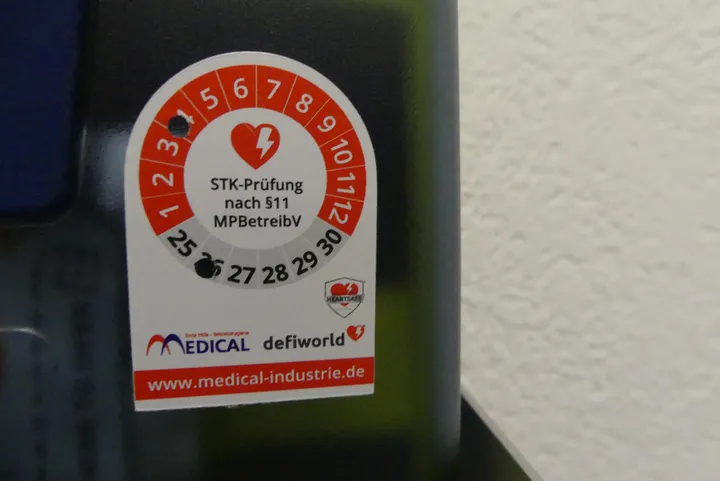 1 2 3 4 5 6 7 8 9 10 11 12
STK-Prüfung
nach §11
MPBetreibV
25 26 27 28 29 30
HEARTSAFE
MEDICAL defiworld
www.medical-industrie.de